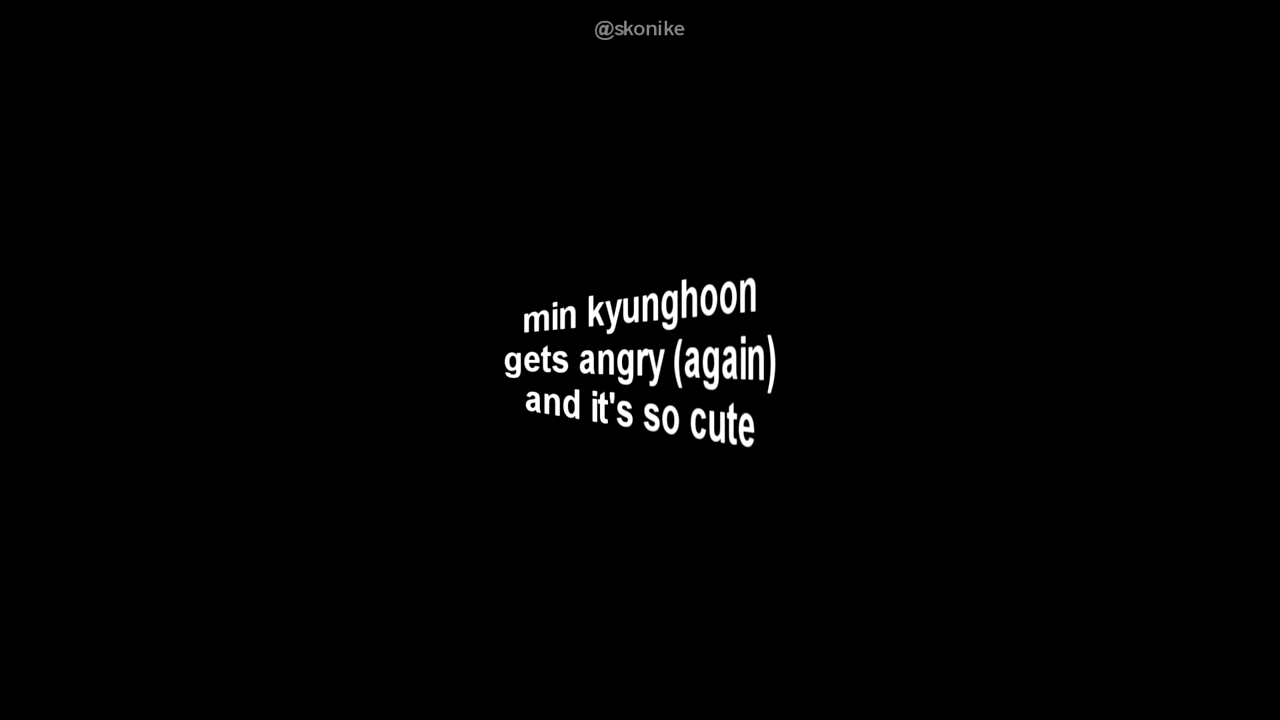 @skonike
min kyunghoon
gets angry (again)
and it's so cute